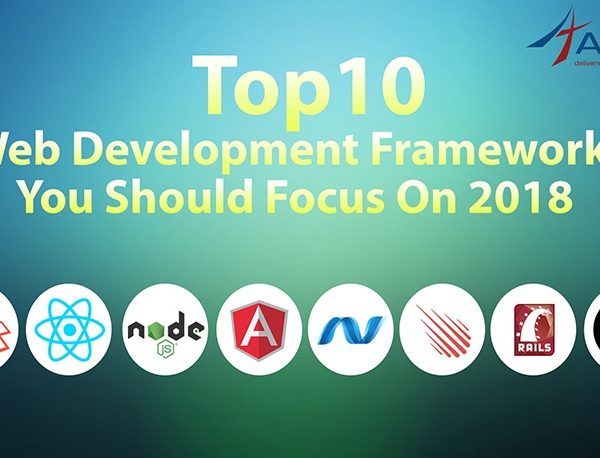 Top10
Web Development Framework
You Should Focus On 2018
node
JS
A
RAILS